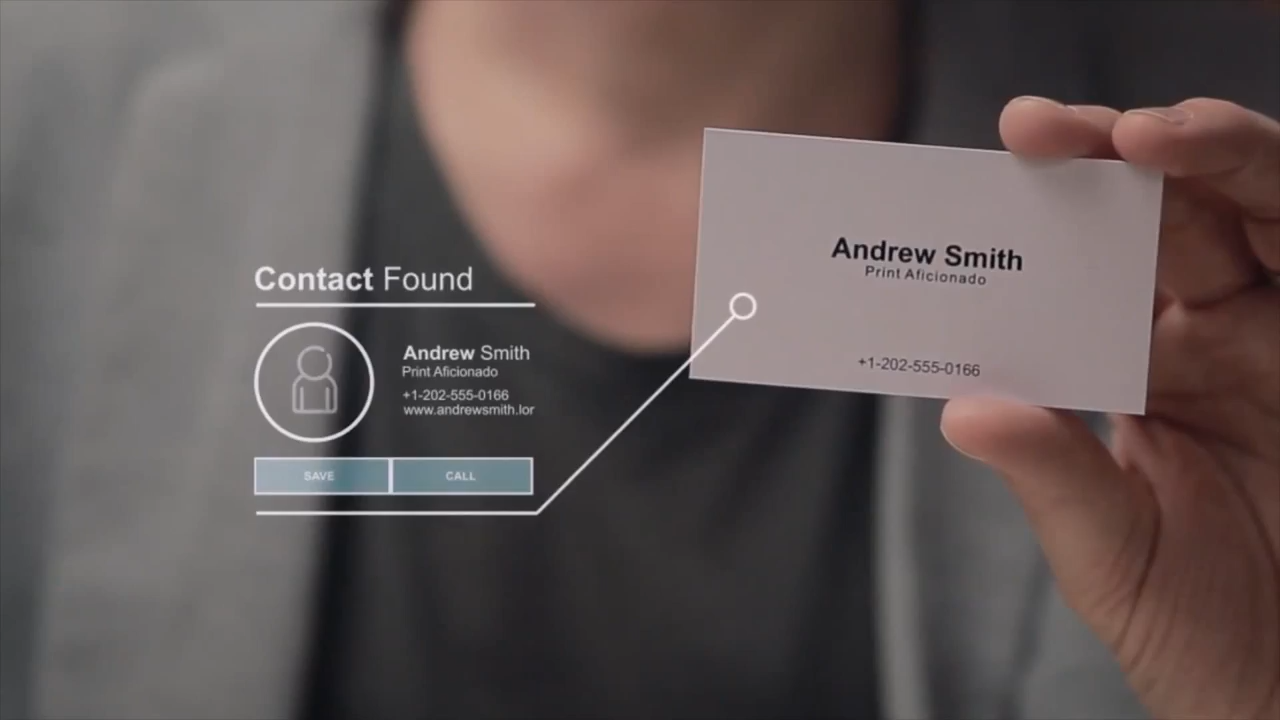 Contact Found
Andrew Smith
Print Aficionado
+1-202-555-0166
www.andrewsmith.lor
SAVE
CALL
Andrew Smith
Print Aficionado
+1-202-555-0166